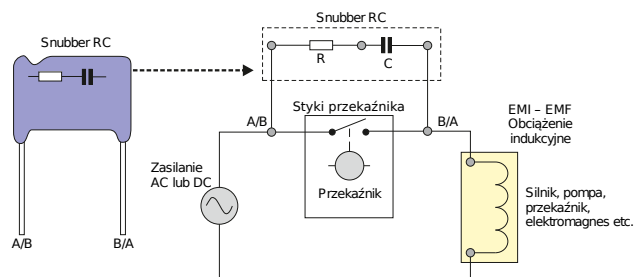 Snubber RC
A/B
B/A
Snubber RC
R
C
A/B
B/A
Styki przekaźnika
Przekaźnik
Zasilanie
AC lub DC
EMI – EMF
Obciążenie
indukcyjne
Silnik, pompa,
przekaźnik,
elektromagnes etc.